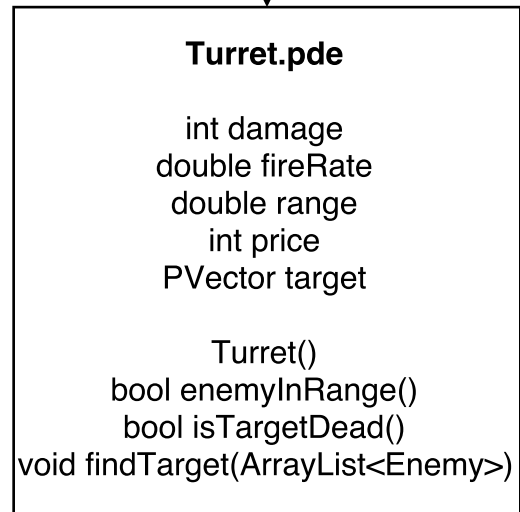 Turret.pde
int damage
double fireRate
double range
int price
PVector target
Turret()
bool enemyInRange()
bool isTargetDead()
void findTarget(ArrayList<Enemy>)